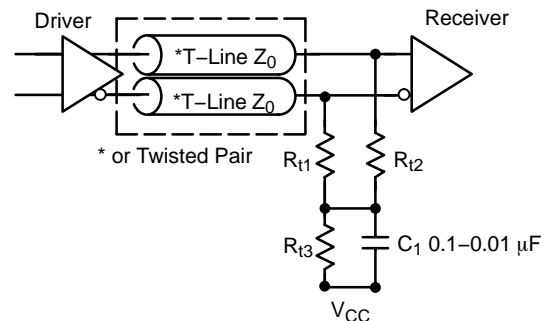 Driver
Receiver
*T−Line Z0
*T−Line Z0
* or Twisted Pair
Rt1
Rt2
Rt3
C1 0.1−0.01 μF
VCC